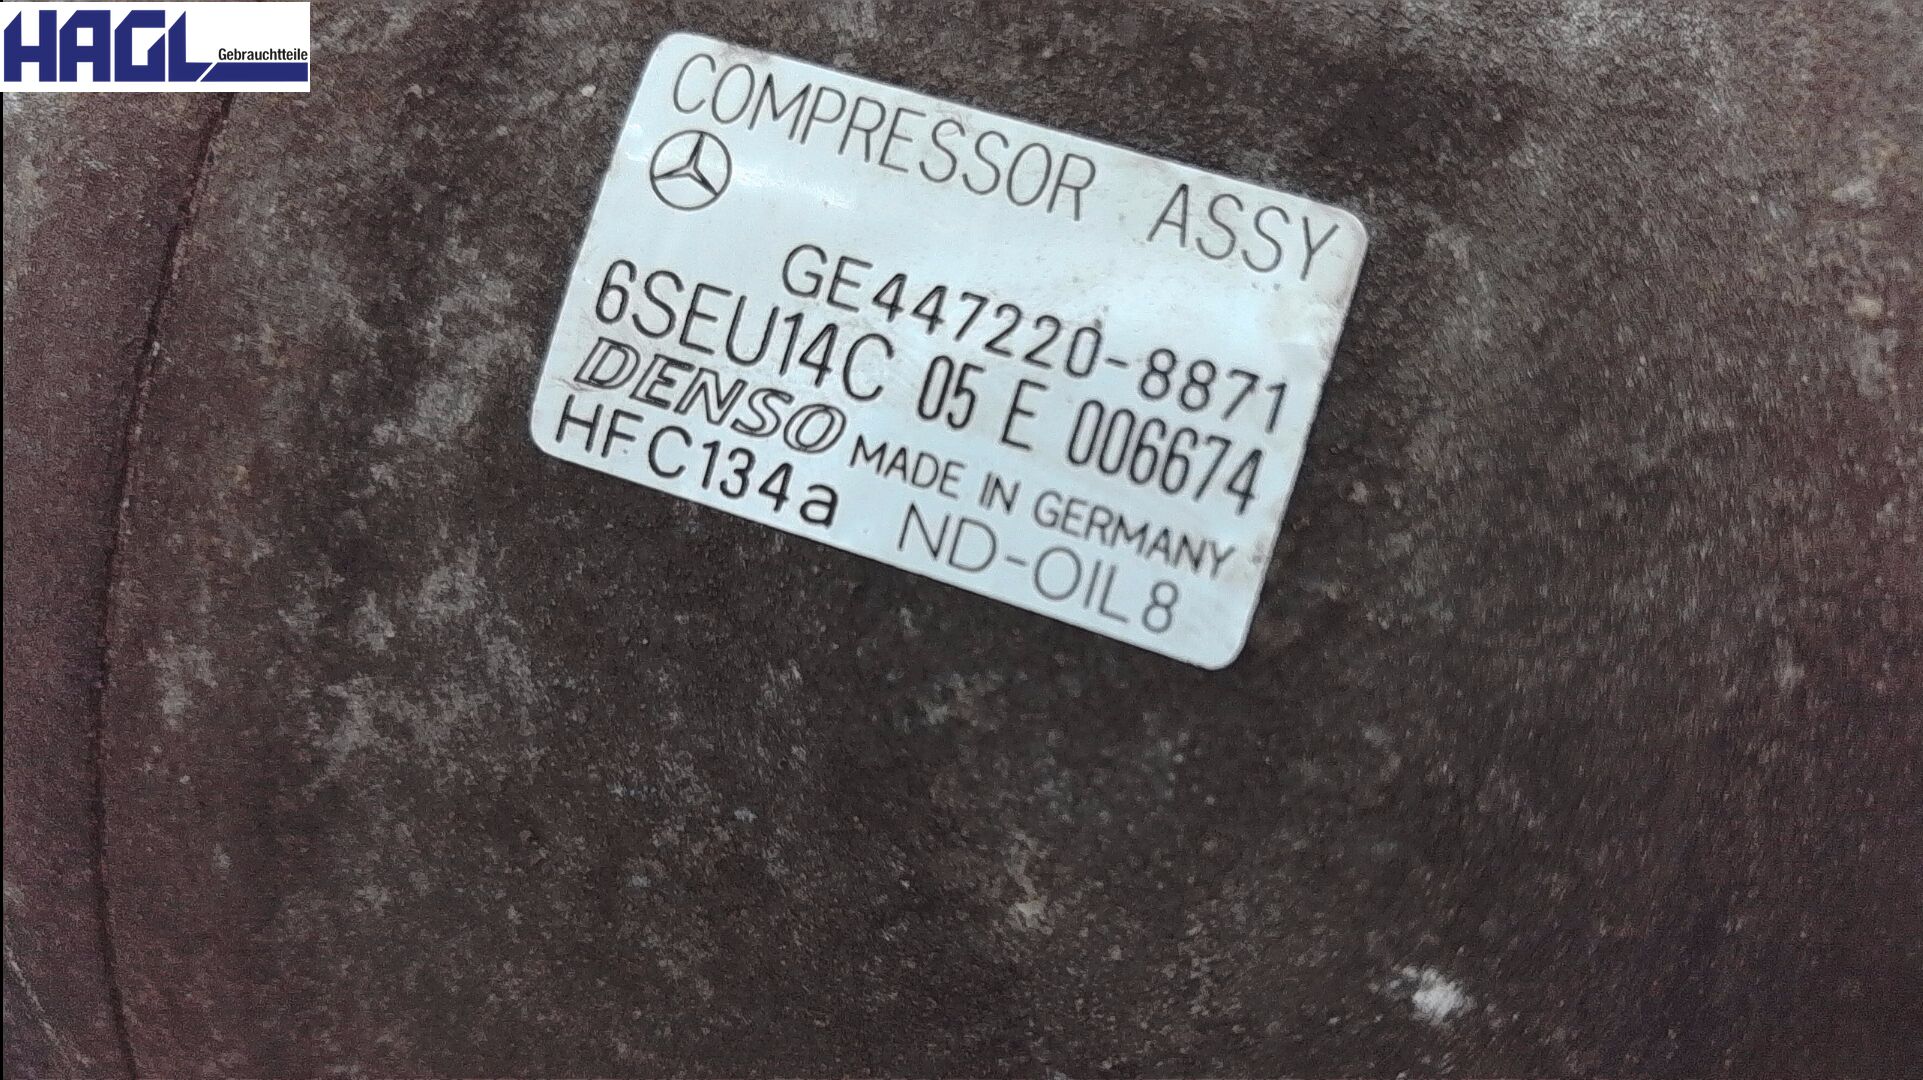 HAGL Gebrauchtteile
COMPRESSOR ASSY
GE447220-8871
6SEU14C 05 E 006674
DENSO MADE IN GERMANY
HFC134a ND-OIL8